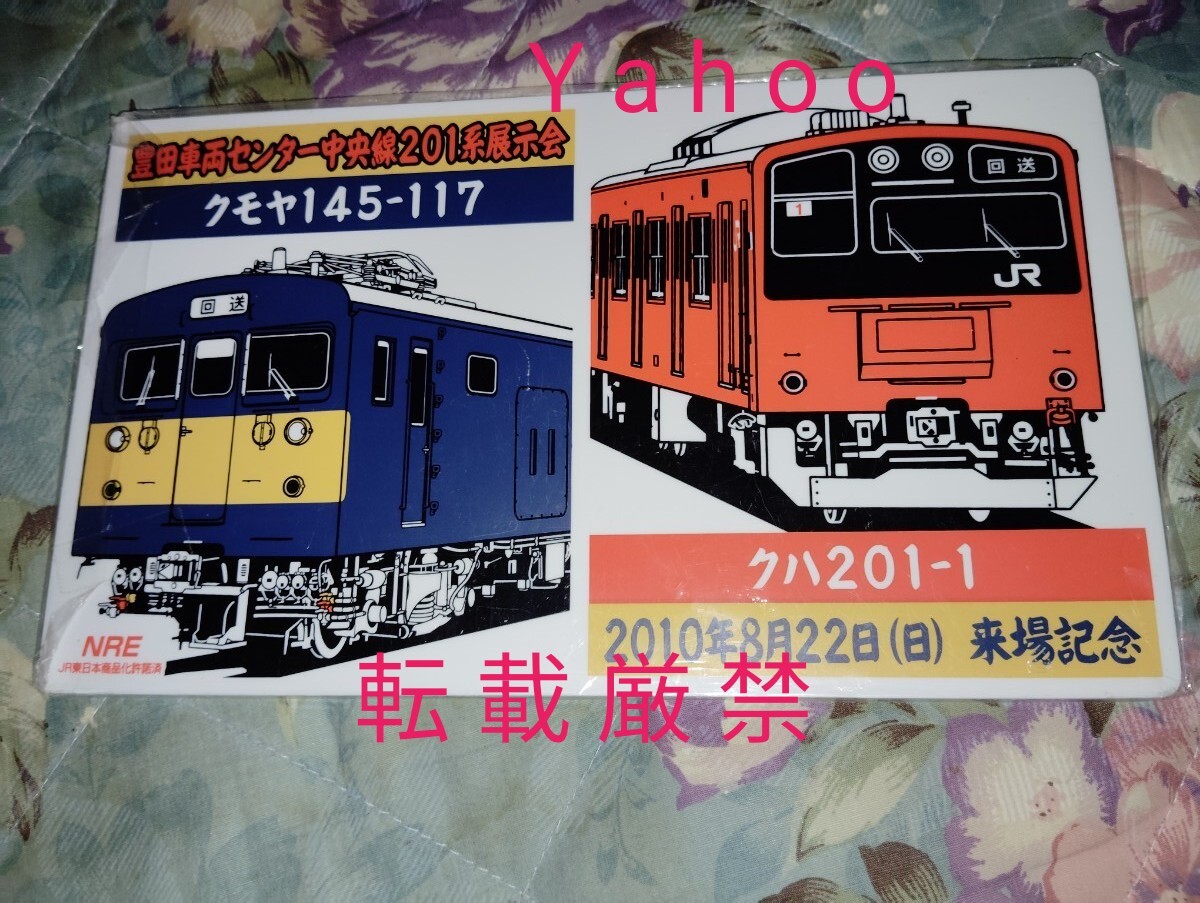 Yahoo
豊田車両センター中央線201系展示会
クモヤ145-117
回送
回送
1
JR
クハ201-1
2010年8月22日(日) 来場記念
NRE
JR東日本商品化許諾済
転載厳禁